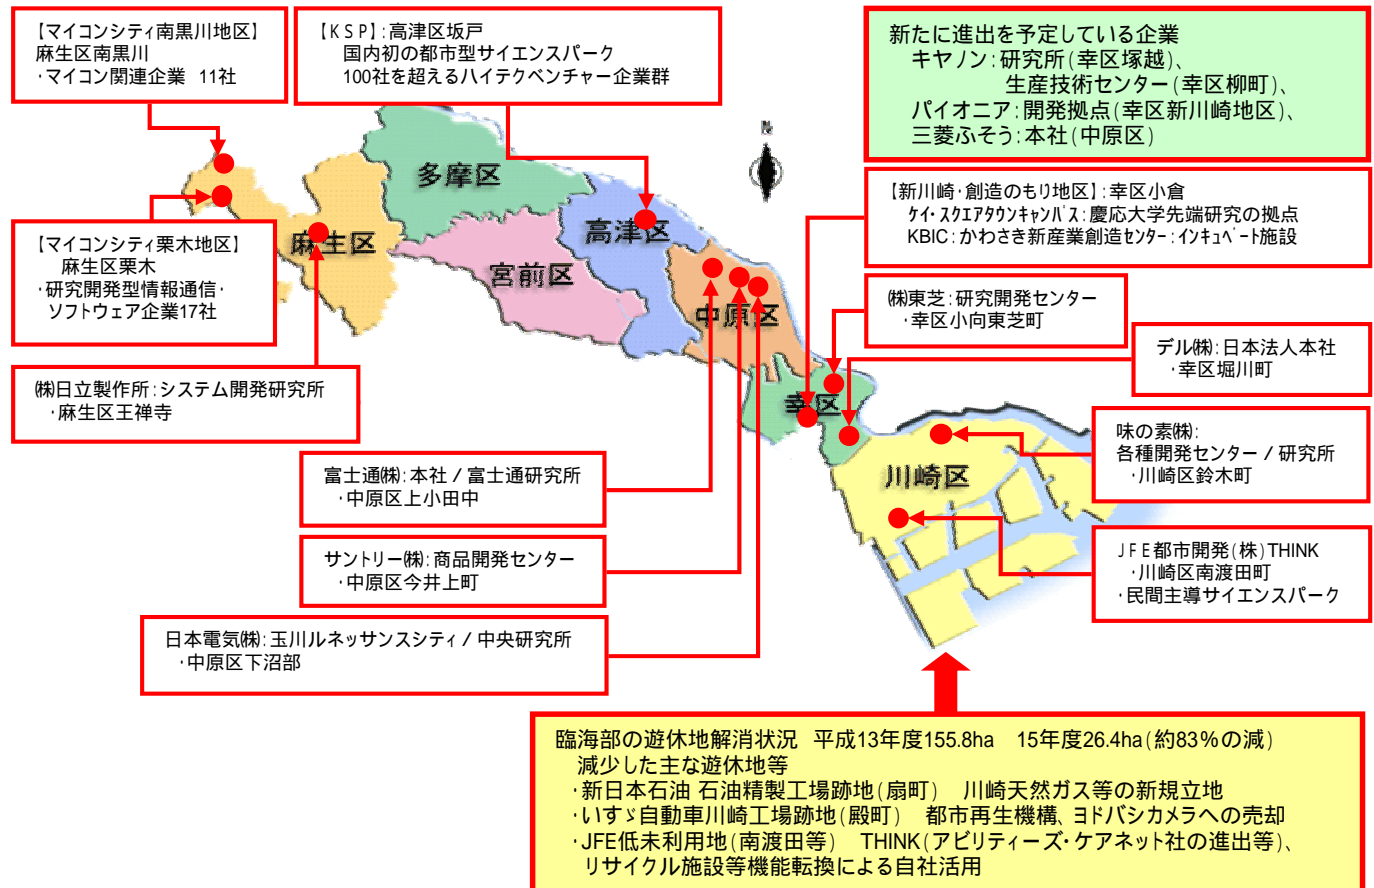 【マイコンシティ南黒川地区】
麻生区南黒川
・マイコン関連企業 11社
【KSP】:高津区坂戸
国内初の都市型サイエンスパーク
100社を超えるハイテクベンチャー企業群
新たに進出を予定している企業
キヤノン:研究所(幸区塚越)、
生産技術センター(幸区柳町)、
パイオニア:開発拠点(幸区新川崎地区)、
三菱ふそう:本社(中原区)
【新川崎・創造のもり地区】:幸区小倉
ケイ・スクエアタウンキャンパス:慶応大学先端研究の拠点
KBIC:かわさき新産業創造センター:インキュベート施設
多摩区
高津区
麻生区
宮前区
中原区
幸区
川崎区
【マイコンシティ栗木地区】
麻生区栗木
・研究開発型情報通信・
ソフトウェア企業17社
㈱東芝:研究開発センター
・幸区小向東芝町
デル㈱:日本法人本社
・幸区堀川町
㈱日立製作所:システム開発研究所
・麻生区王禅寺
味の素㈱:
各種開発センター/研究所
・川崎区鈴木町
富士通㈱:本社/富士通研究所
・中原区上小田中
サントリー㈱:商品開発センター
・中原区今井上町
JFE都市開発(株)THINK
・川崎区南渡田町
・民間主導サイエンスパーク
日本電気㈱:玉川ルネッサンスシティ/中央研究所
・中原区下沼部
臨海部の遊休地解消状況 平成13年度155.8ha 15年度26.4ha(約83%の減)
減少した主な遊休地等
・新日本石油 石油精製工場跡地(扇町) 川崎天然ガス等の新規立地
・いすゞ自動車川崎工場跡地(殿町) 都市再生機構、ヨドバシカメラへの売却
・JFE低未利用地(南渡田等) THINK(アビリティーズ・ケアネット社の進出等)、
リサイクル施設等機能転換による自社活用